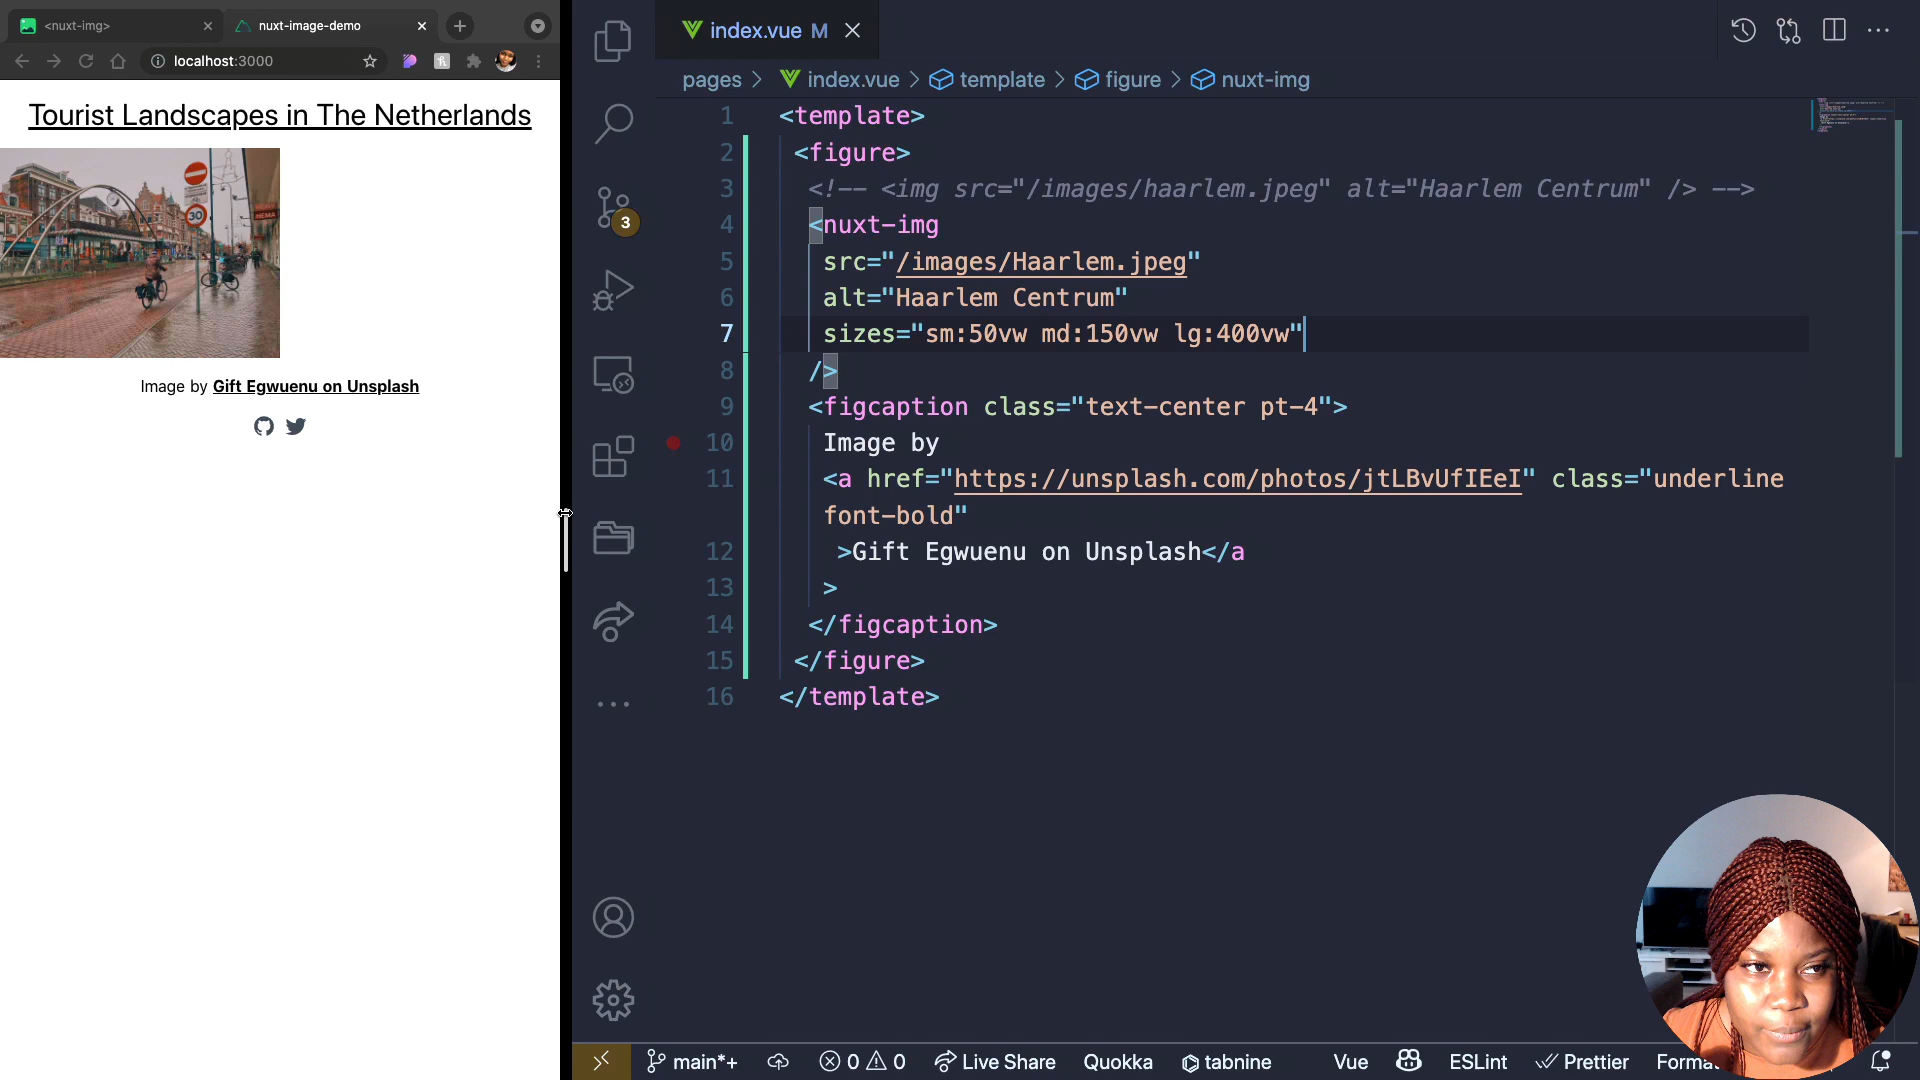 <nuxt-img>
nuxt-image-demo
localhost:3000
Tourist Landscapes in The Netherlands
30
HEMA
Image by Gift Egwuenu on Unsplash
index.vue M
pages > index.vue > template > figure > nuxt-img
1 <template>
2 <figure>
3 <!-- <img src="/images/haarlem.jpeg" alt="Haarlem Centrum" /> -->
4 <nuxt-img
5 src="/images/Haarlem.jpeg"
6 alt="Haarlem Centrum"
7 sizes="sm:50vw md:150vw lg:400vw"
8 />
9 <figcaption class="text-center pt-4">
10 Image by
11 <a href="https://unsplash.com/photos/jtLBvUfIEeI" class="underline
font-bold"
12 >Gift Egwuenu on Unsplash</a
13 >
14 </figcaption>
15 </figure>
16 </template>
3
main*+
0 0
Live Share
Quokka
tabnine
Vue
ESLint
Prettier